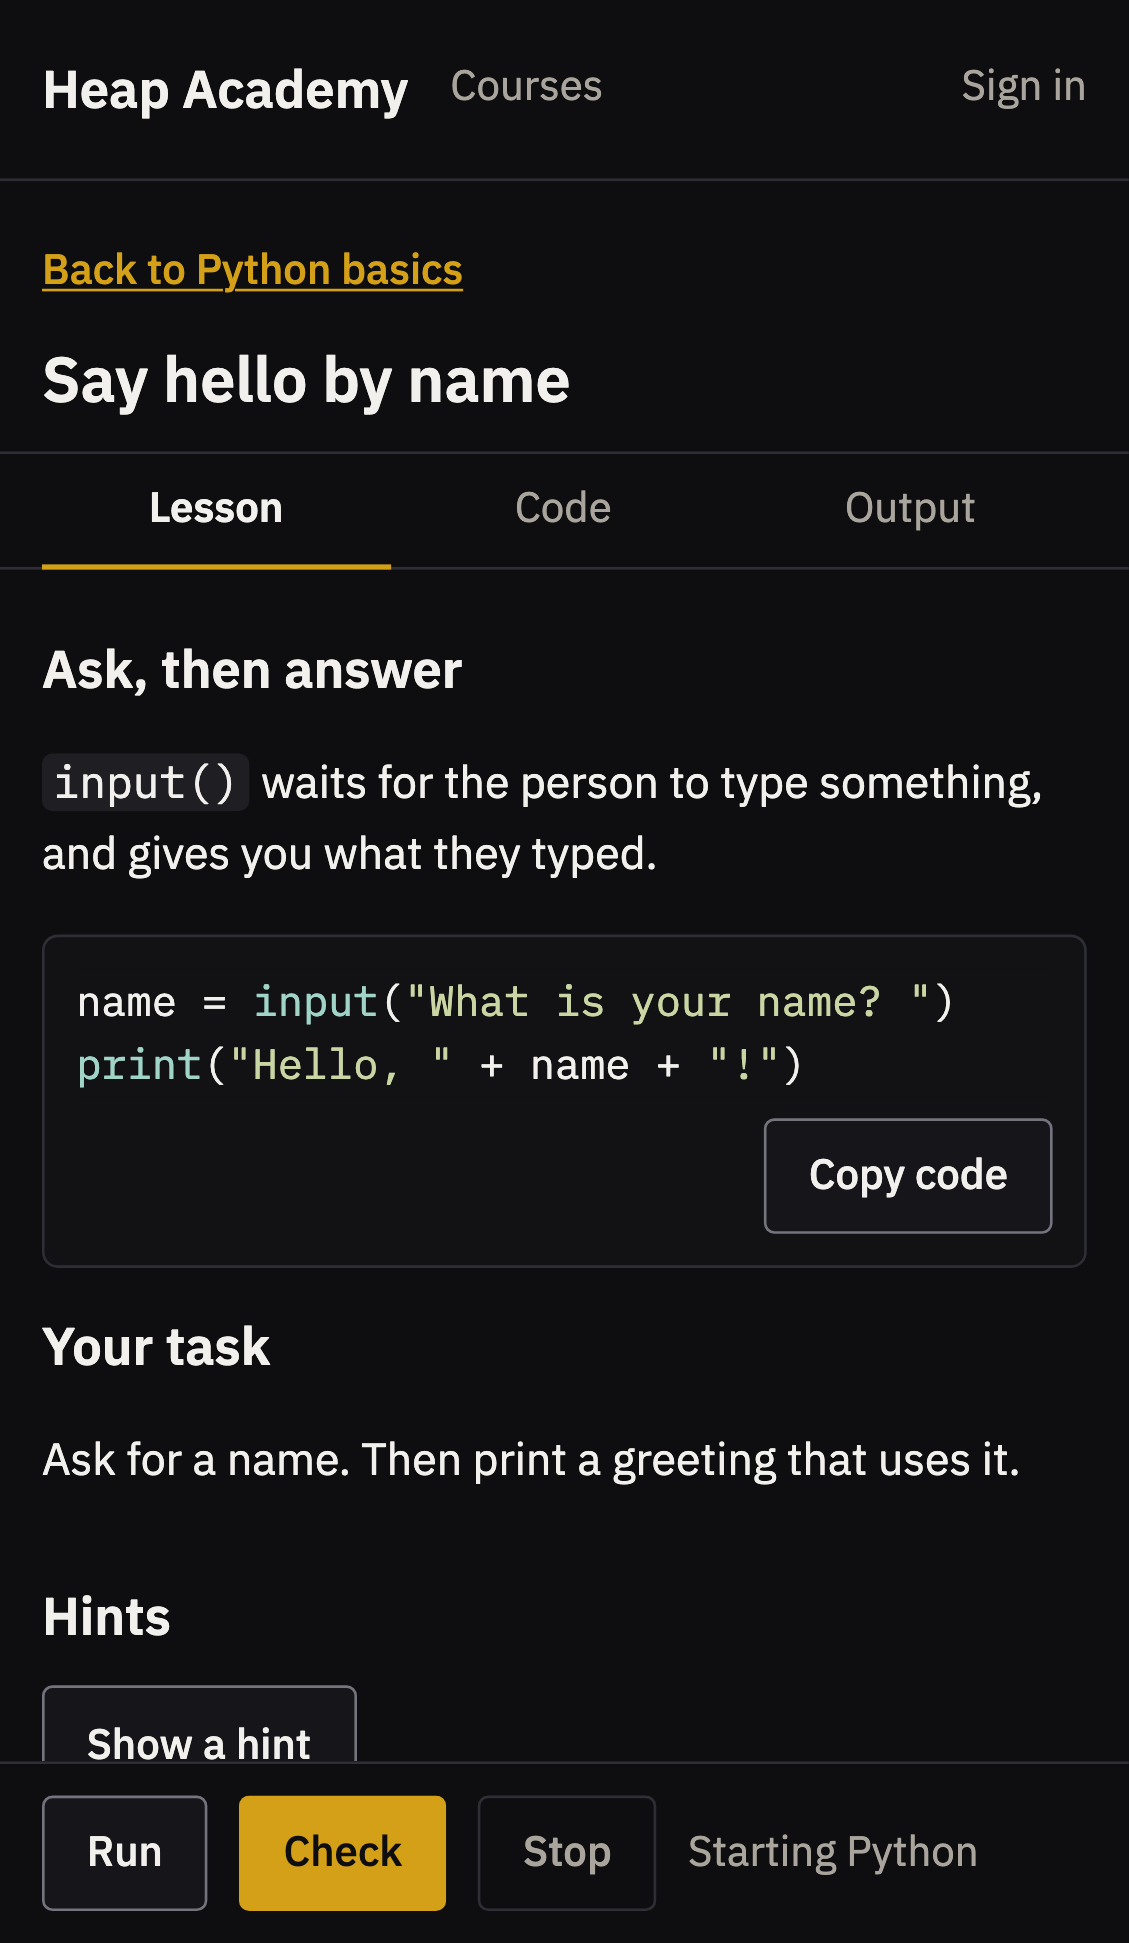 Heap Academy Courses Sign in
Back to Python basics
Say hello by name
Lesson Code Output
Ask, then answer
input() waits for the person to type something,
and gives you what they typed.
name = input("What is your name? ")
print("Hello, " + name + "!")
Copy code
Your task
Ask for a name. Then print a greeting that uses it.
Hints
Show a hint
Run Check Stop Starting Python